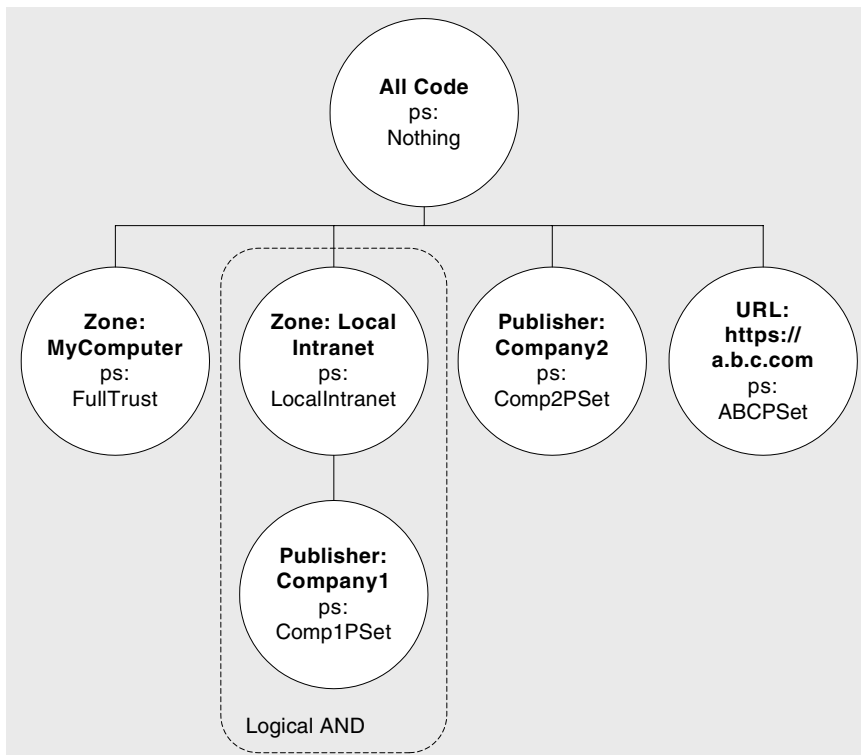 All Code
ps:
Nothing
Zone:
MyComputer
ps:
FullTrust
Zone: Local
Intranet
ps:
LocalIntranet
Publisher:
Company2
ps:
Comp2PSet
URL:
https://
a.b.c.com
ps:
ABCPSet
Publisher:
Company1
ps:
Comp1PSet
Logical AND